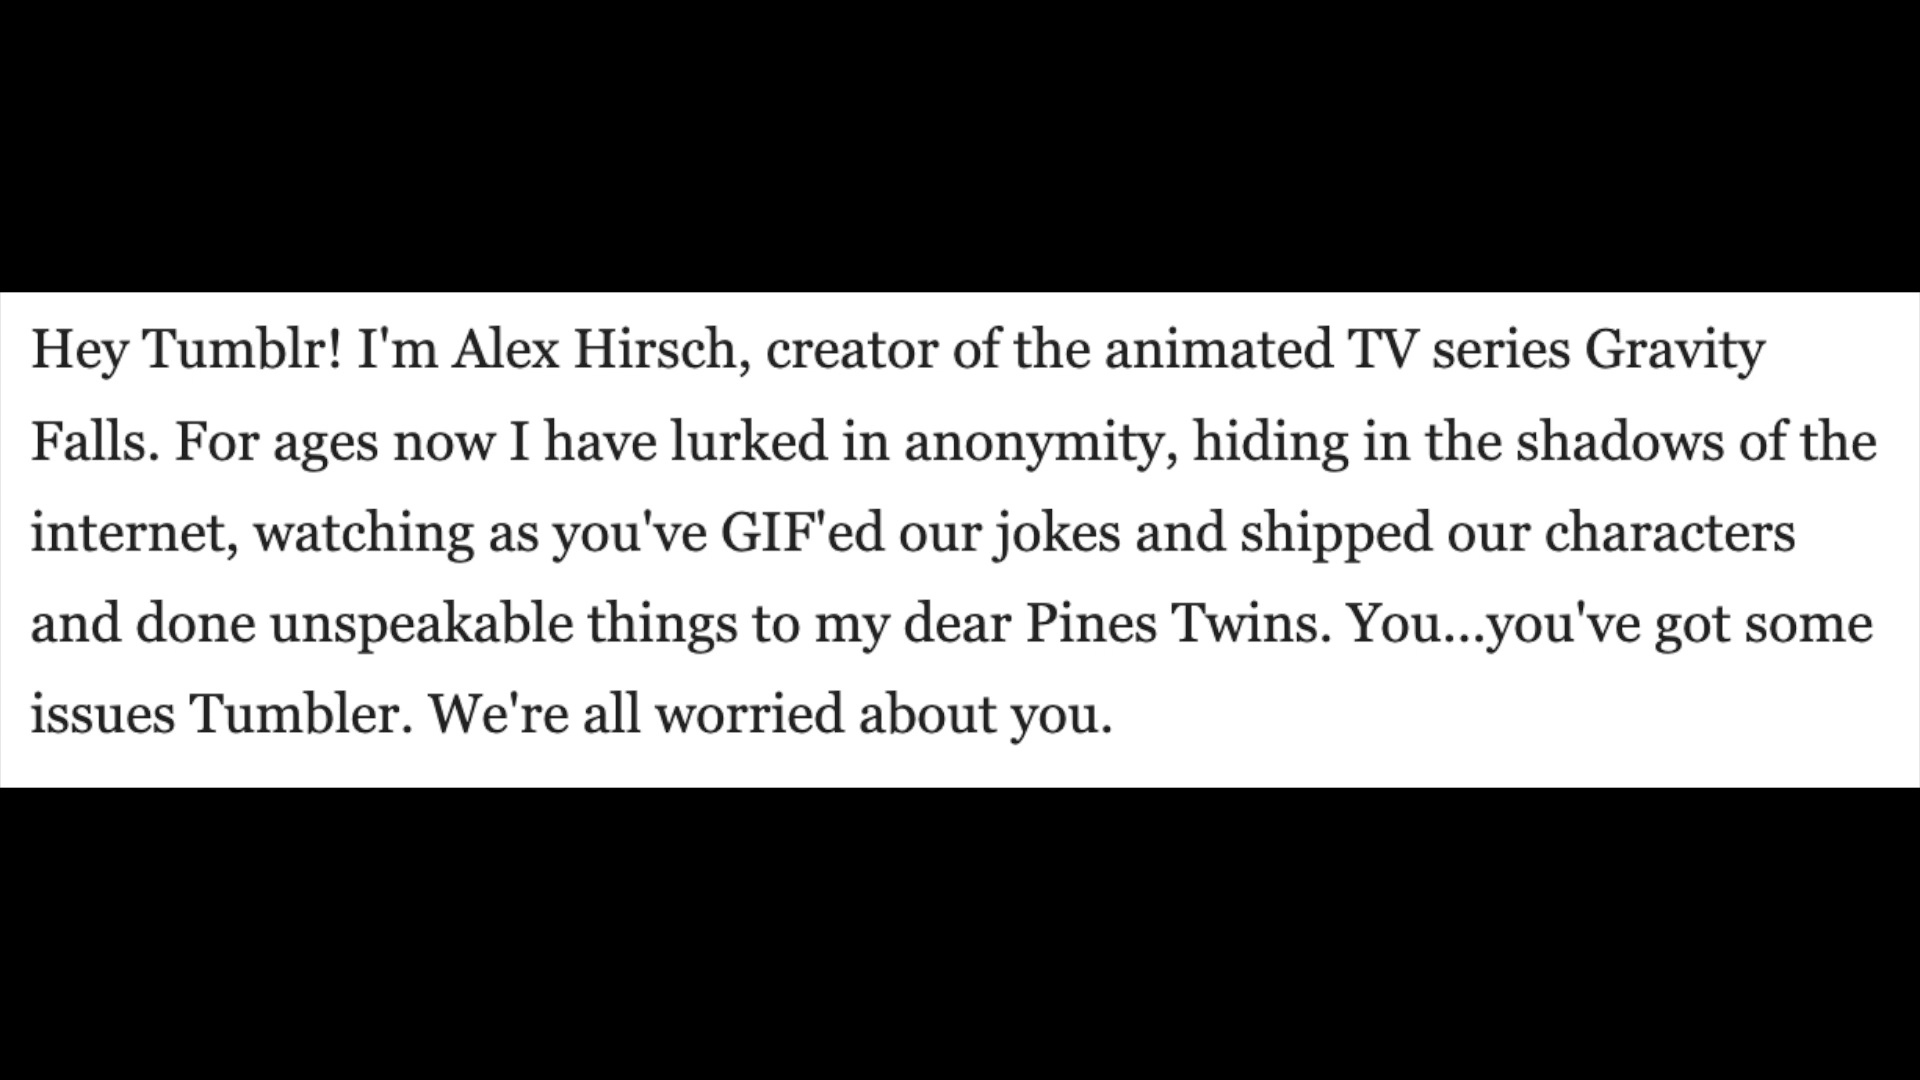 Hey Tumblr! I'm Alex Hirsch, creator of the animated TV series Gravity
Falls. For ages now I have lurked in anonymity, hiding in the shadows of the
internet, watching as you've GIF'ed our jokes and shipped our characters
and done unspeakable things to my dear Pines Twins. You...you've got some
issues Tumbler. We're all worried about you.